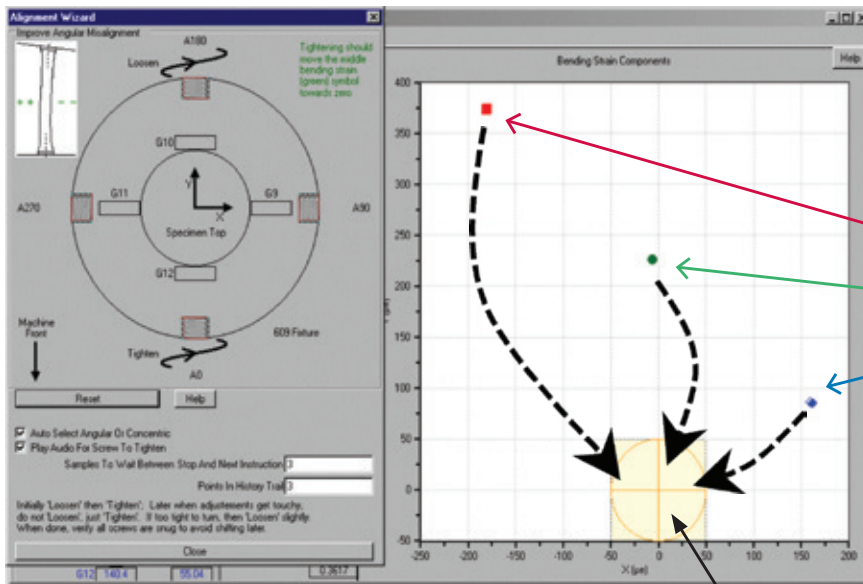 Alignment Wizard
Improve Angular Misalignment
A180
Loosen
Tightening should
move the middle
bending strain
(green) symbol
towards zero
G10
Y
G11
G9
A270
X
A90
Specimen Top
G12
Machine
Front
609 Fixture
Tighten
A0
Reset
Help
Auto Select Angular Or Concentric
Play Audio For Screw To Tighten
Samples To Wait Between Stop And Next Instruction 3
Points In History Trail 3
Initially 'Loosen' then 'Tighten'; Later when adjustments get touchy,
do not 'Loosen', just 'Tighten'. If too tight to turn, then 'Loosen' slightly.
When done, verify all screws are snug to avoid shifting later.
Close
G12 140.4 55.04 0.3617
Help
Bending Strain Components
400
350
300
250
200
150
100
50
0
-50
-250 -200 -150 -100 -50 0 50 100 150 200
X (µe)